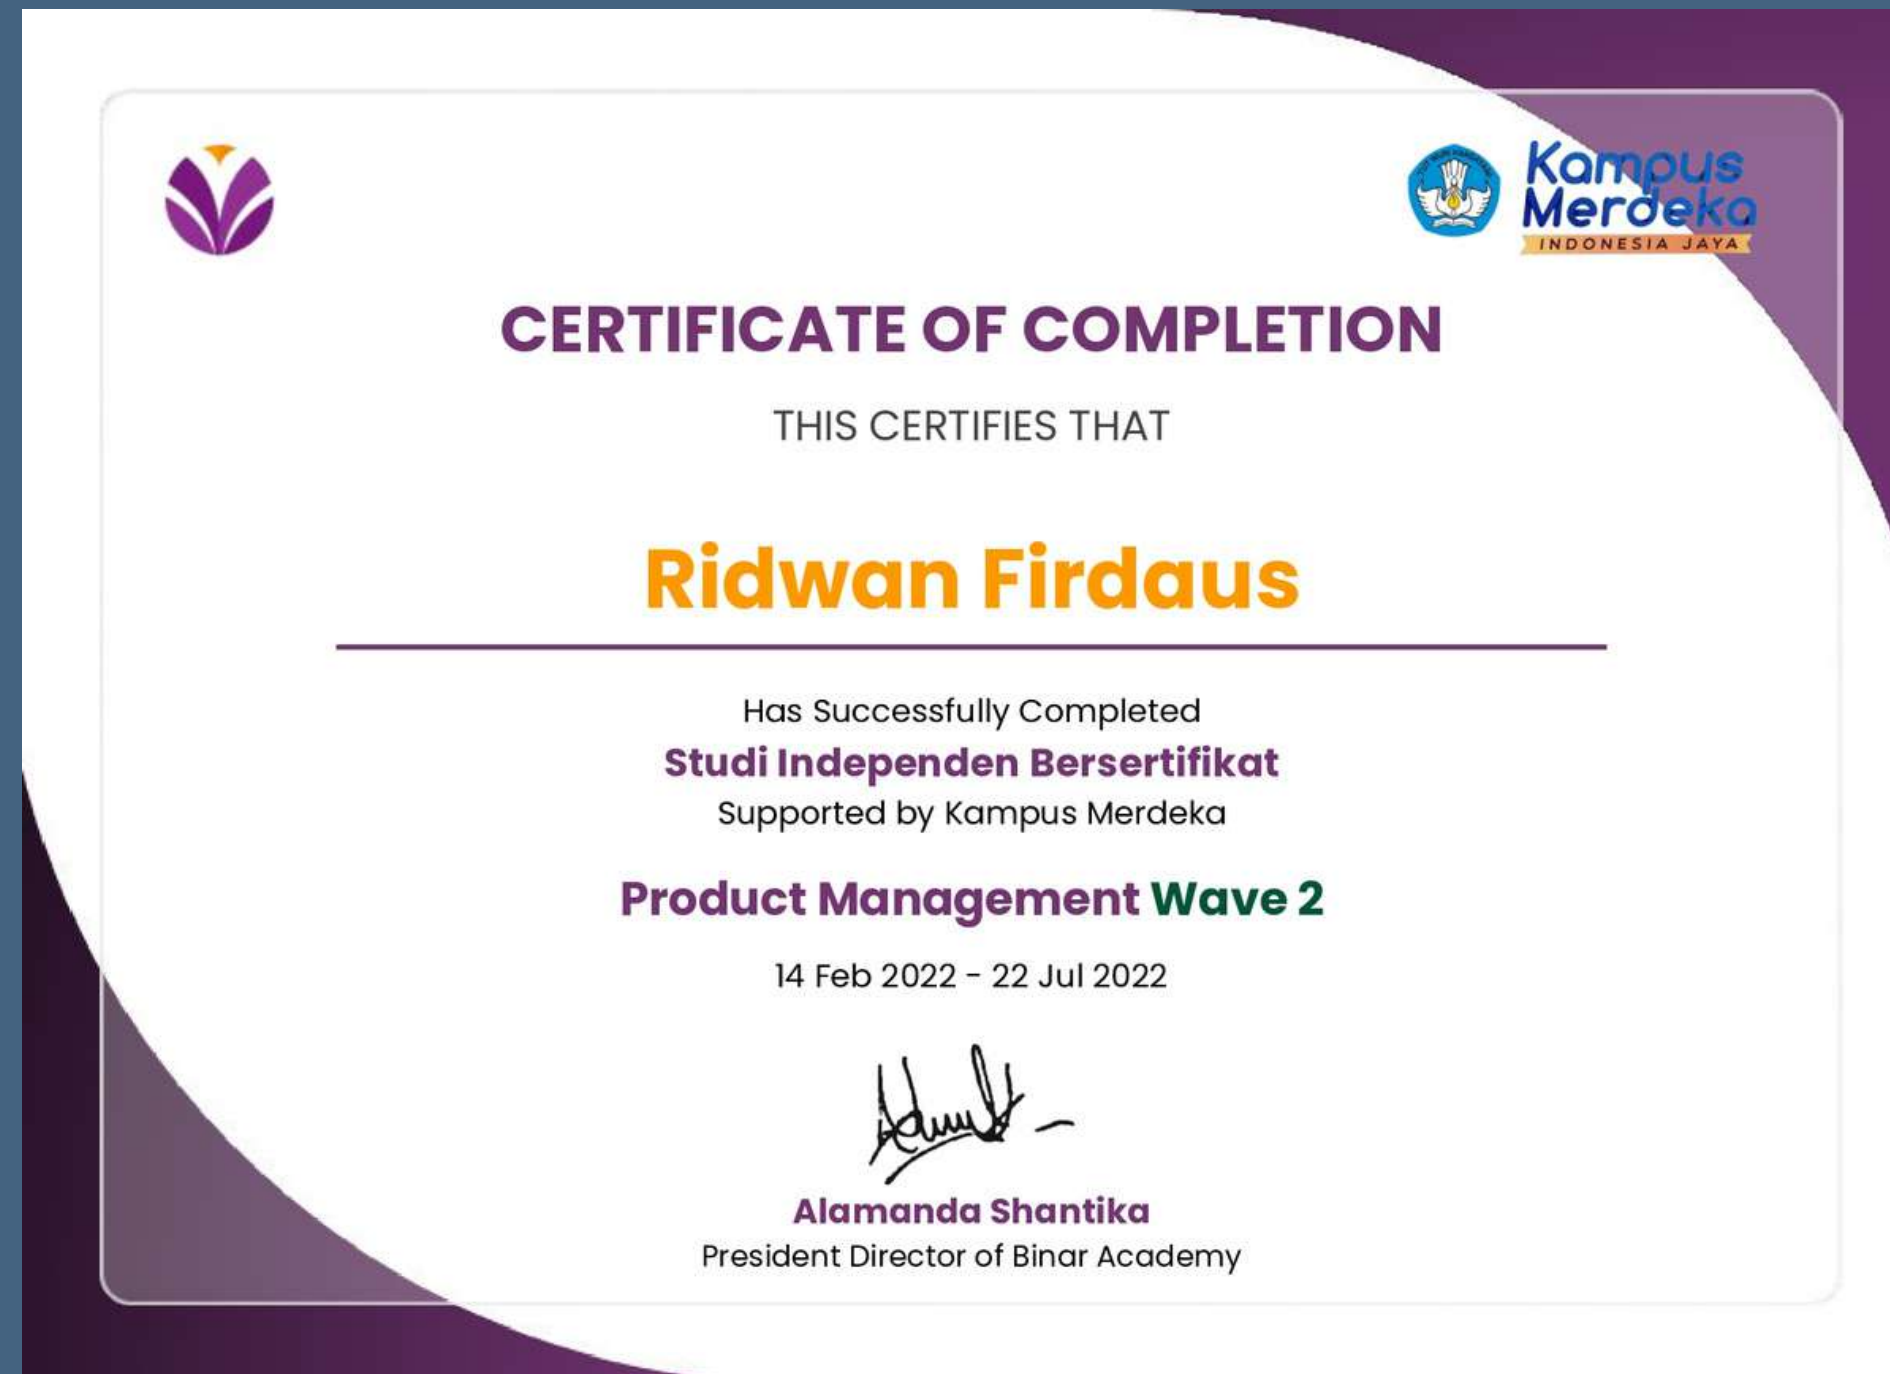 Kampus
Merdeka
INDONESIA JAYA
CERTIFICATE OF COMPLETION
THIS CERTIFIES THAT
Ridwan Firdaus
Has Successfully Completed
Studi Independen Bersertifikat
Supported by Kampus Merdeka
Product Management Wave 2
14 Feb 2022 - 22 Jul 2022
Alamanda Shantika
President Director of Binar Academy